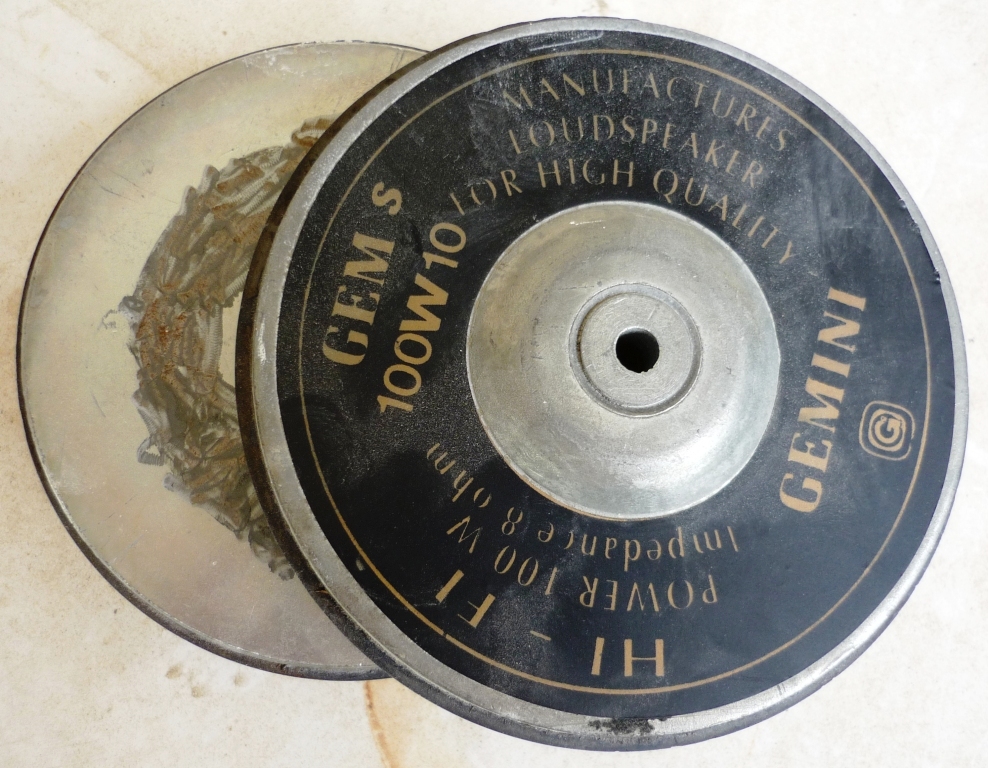 MANUFACTURES
LOUDSPEAKER
FOR HIGH QUALITY
GEM S
100W10
GEMINI
G
HI - FI
POWER 100 W
Impedance 8 ohm